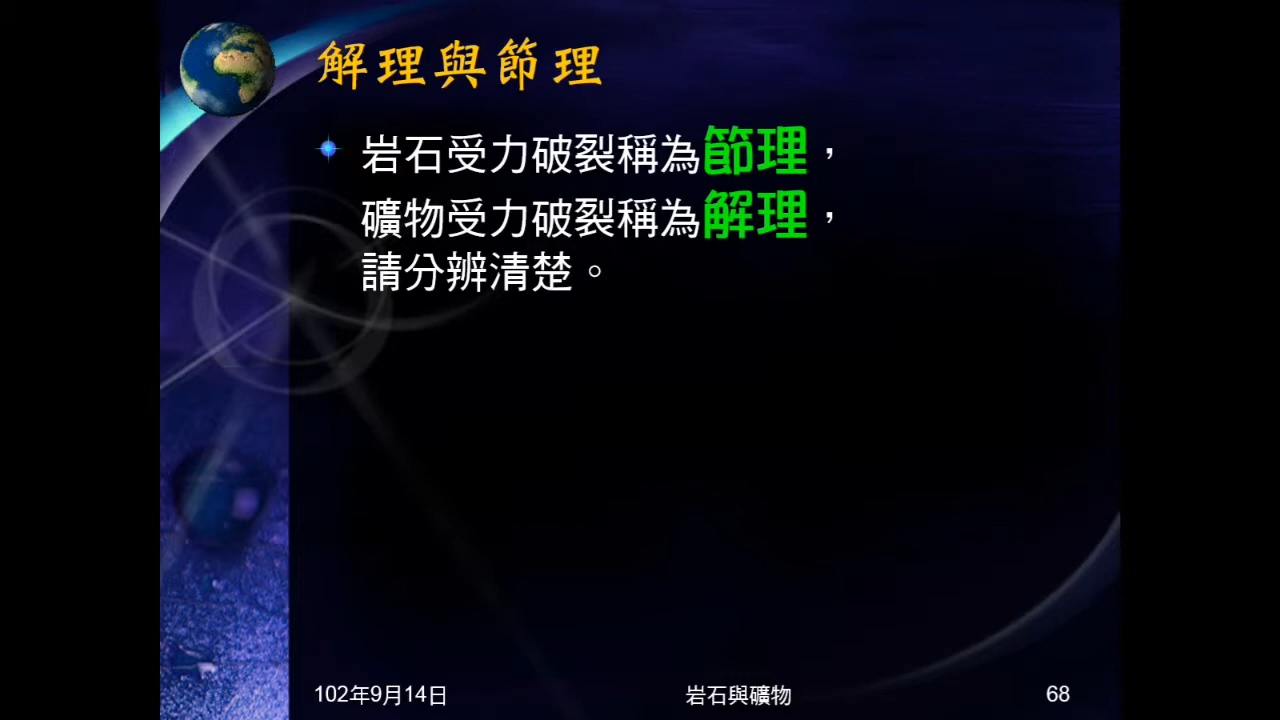 解理與節理
岩石受力破裂稱為節理，
礦物受力破裂稱為解理，
請分辨清楚。
102年9月14日
岩石與礦物
68